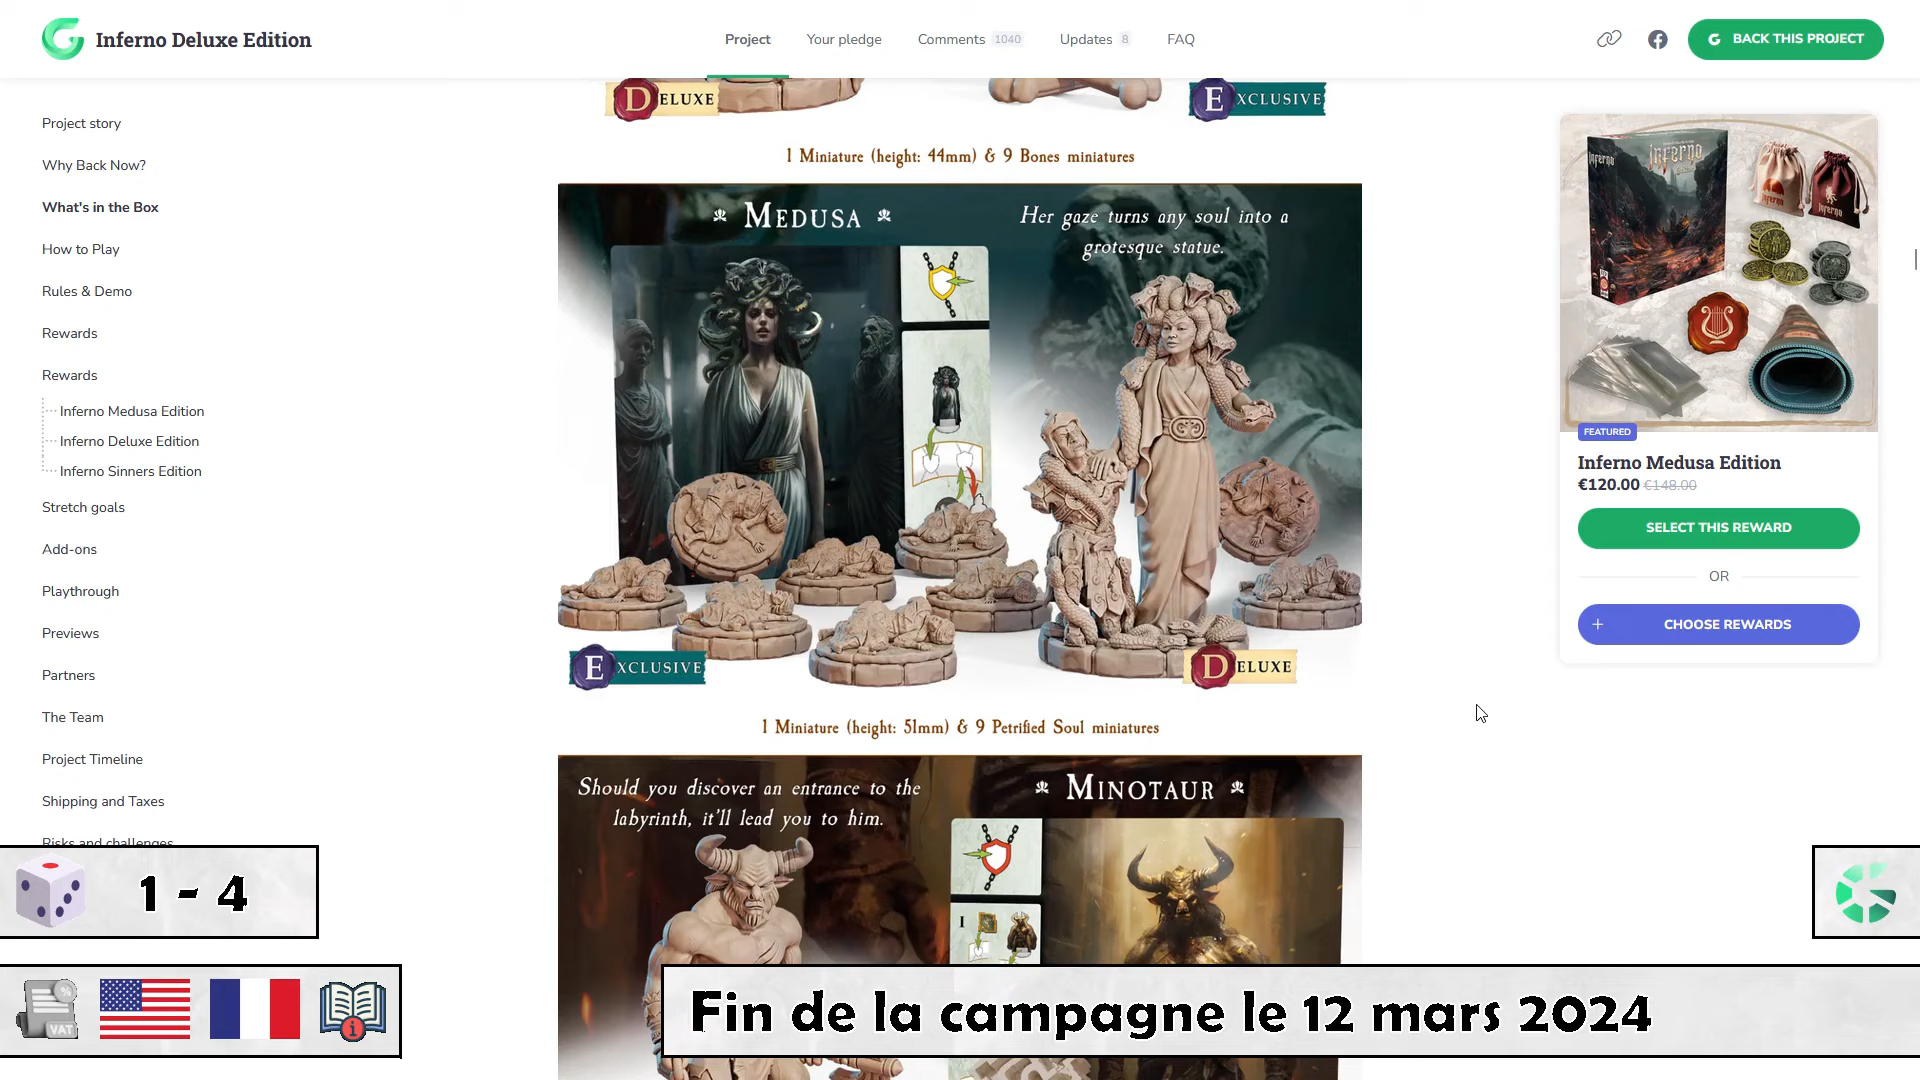 Inferno Deluxe Edition
Project
Your pledge
Comments 1040
Updates 8
FAQ
BACK THIS PROJECT
Project story
Why Back Now?
What's in the Box
How to Play
Rules & Demo
Rewards
Rewards
Inferno Medusa Edition
Inferno Deluxe Edition
Inferno Sinners Edition
Stretch goals
Add-ons
Playthrough
Previews
Partners
The Team
Project Timeline
Shipping and Taxes
Risks and challenges
DELUXE
EXCLUSIVE
1 Miniature (height: 44mm) & 9 Bones miniatures
MEDUSA
Her gaze turns any soul into a
grotesque statue.
EXCLUSIVE
DELUXE
1 Miniature (height: 51mm) & 9 Petrified Soul miniatures
Should you discover an entrance to the
labyrinth, it'll lead you to him.
MINOTAUR
I
Inferno
FEATURED
Inferno Medusa Edition
€120.00 €148.00
SELECT THIS REWARD
OR
+ CHOOSE REWARDS
1 - 4
% VAT
i
Fin de la campagne le 12 mars 2024